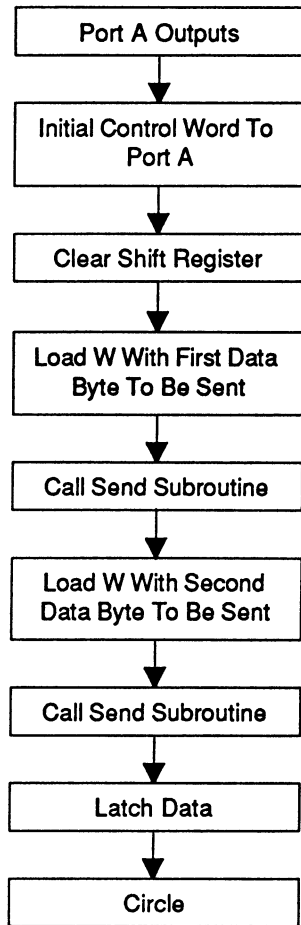 Port A Outputs
Initial Control Word To
Port A
Clear Shift Register
Load W With First Data
Byte To Be Sent
Call Send Subroutine
Load W With Second
Data Byte To Be Sent
Call Send Subroutine
Latch Data
Circle